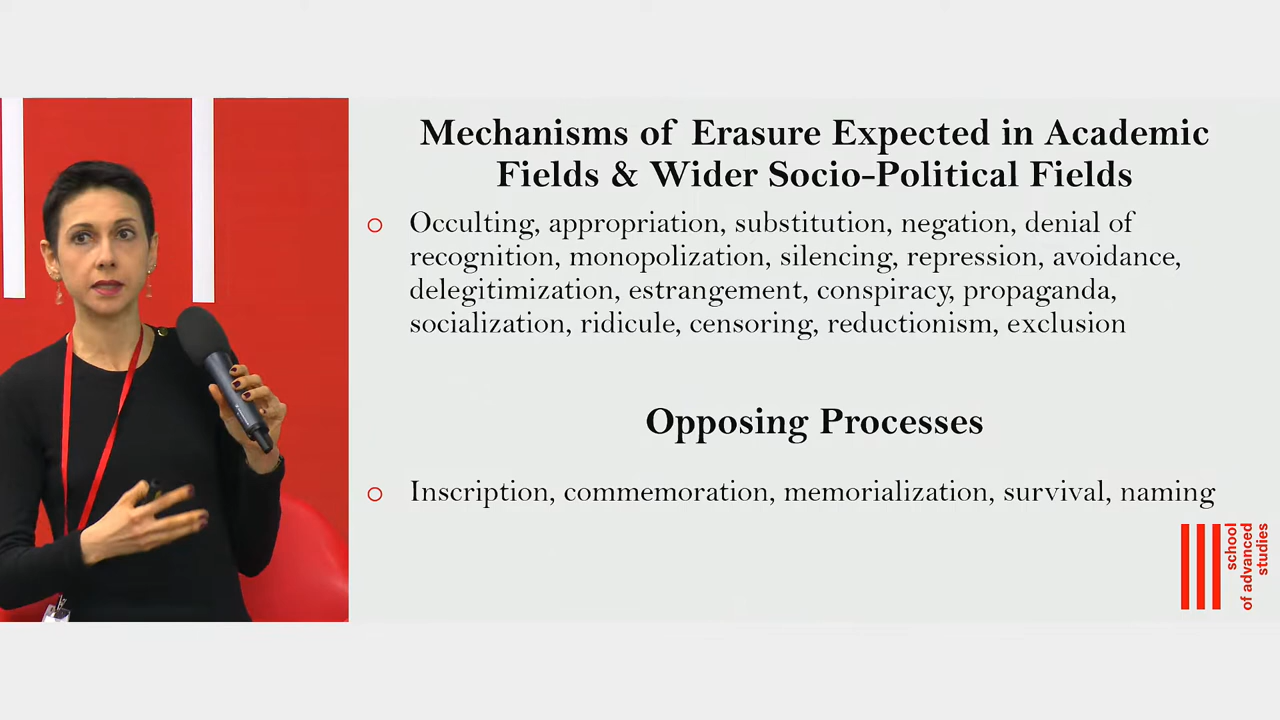 Mechanisms of Erasure Expected in Academic
Fields & Wider Socio-Political Fields
Occulting, appropriation, substitution, negation, denial of
recognition, monopolization, silencing, repression, avoidance,
delegitimization, estrangement, conspiracy, propaganda,
socialization, ridicule, censoring, reductionism, exclusion
Opposing Processes
Inscription, commemoration, memorialization, survival, naming
school
of advanced
studies